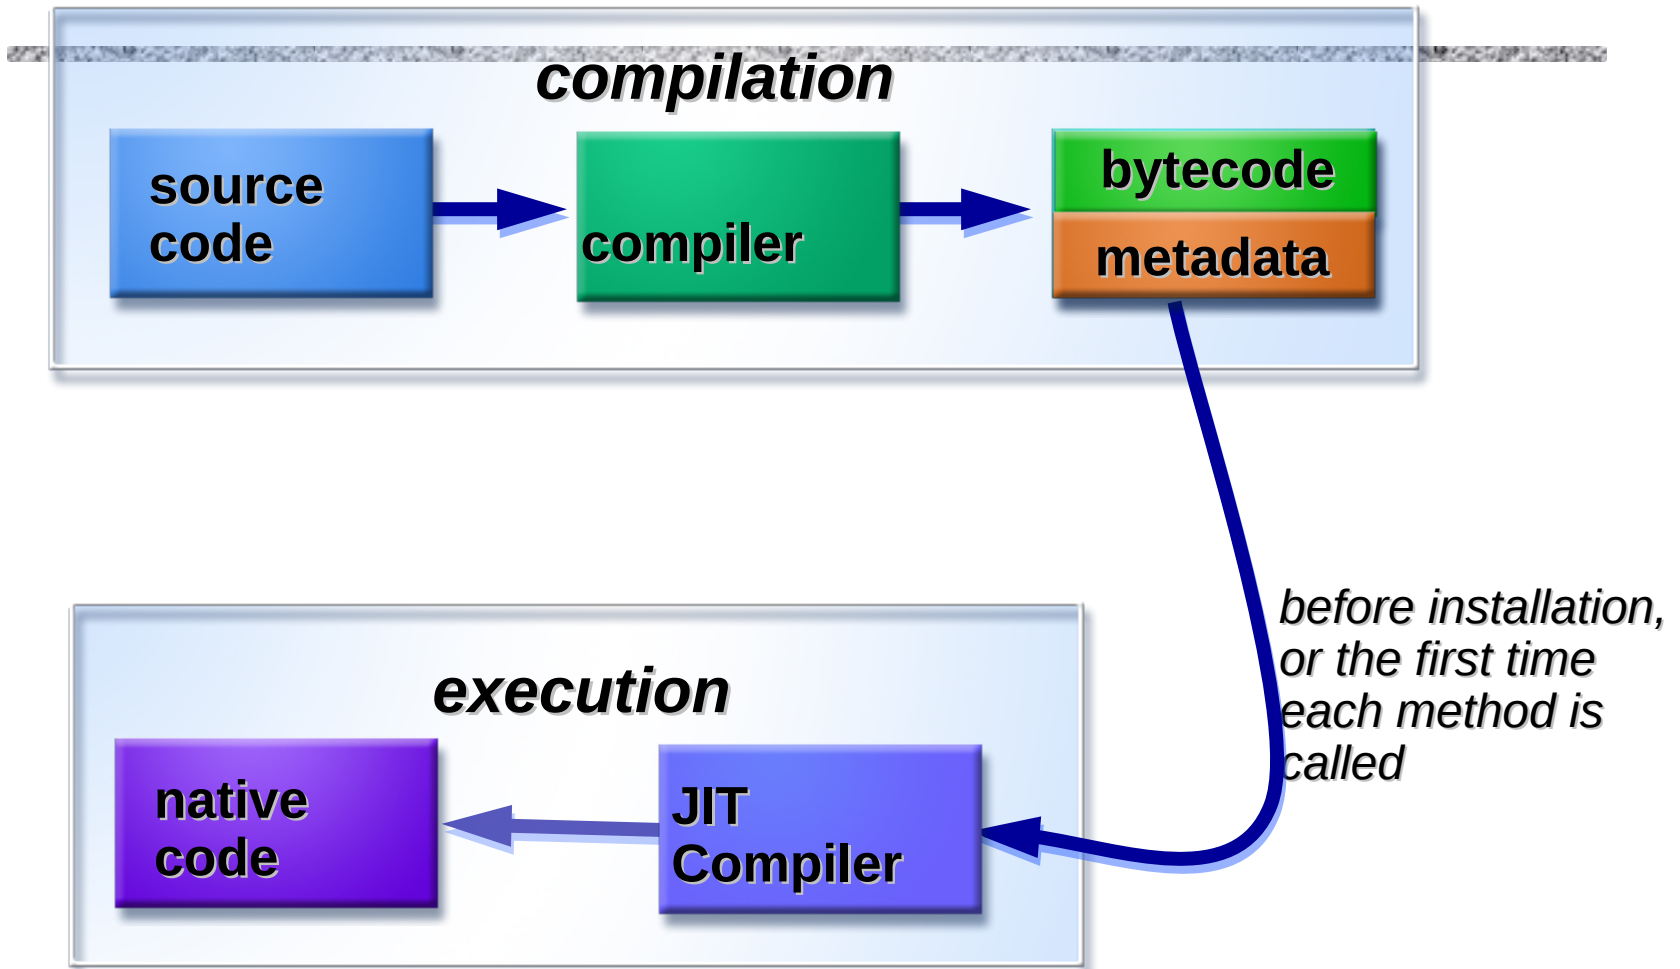 compilation
source
code
compiler
bytecode
metadata
before installation,
or the first time
each method is
called
execution
native
code
JIT
Compiler